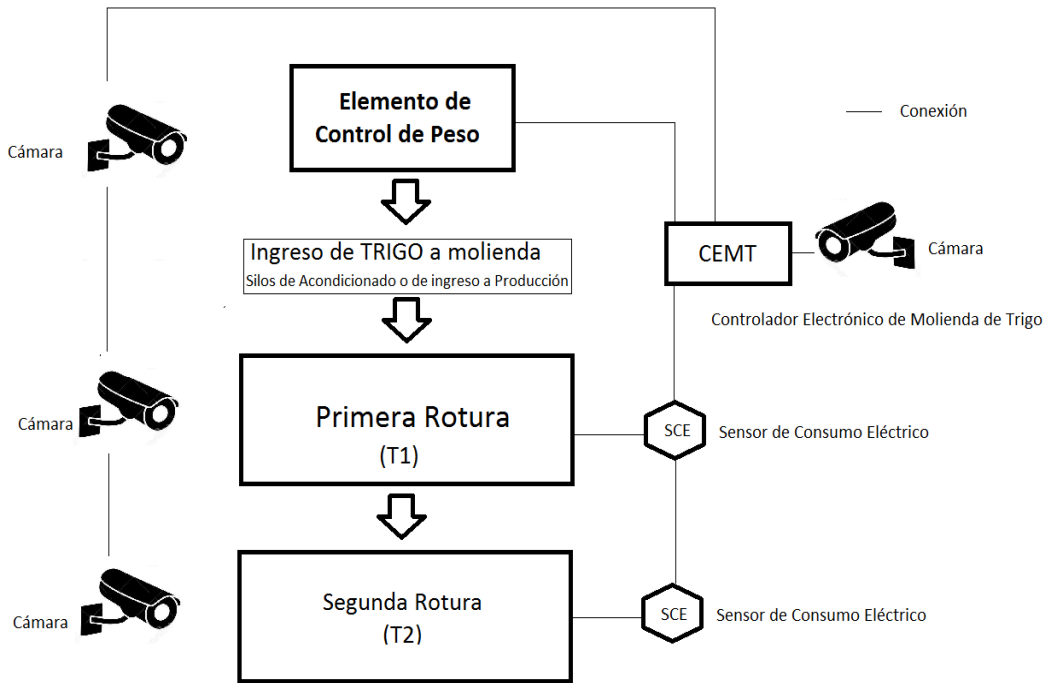 Elemento de
Control de Peso
Conexión
Cámara
Ingreso de TRIGO a molienda
Silos de Acondicionado o de ingreso a Producción
CEMT
Cámara
Controlador Electrónico de Molienda de Trigo
Primera Rotura
(T1)
Cámara
SCE
Sensor de Consumo Eléctrico
Segunda Rotura
(T2)
Cámara
SCE
Sensor de Consumo Eléctrico